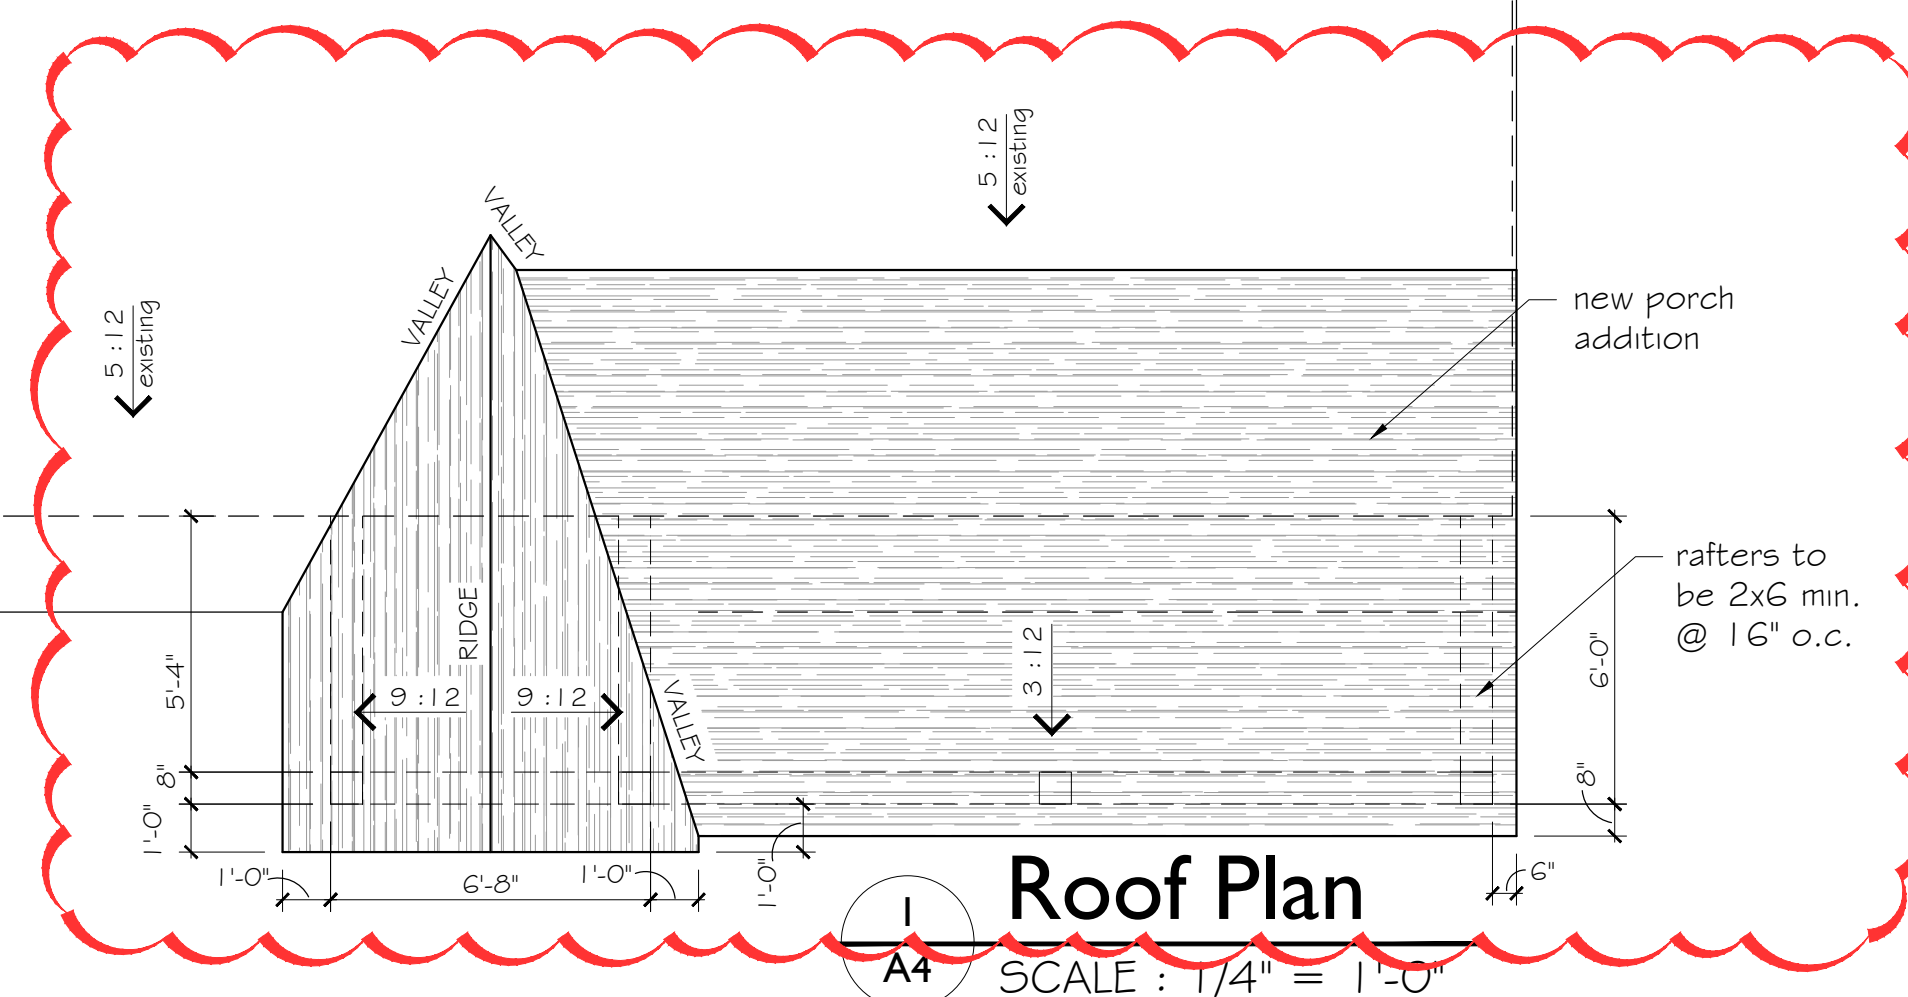 5 :12
existing
5 :12
existing
VALLEY
VALLEY
new porch
addition
rafters to
be 2x6 min.
@ 16" o.c.
RIDGE
9 :12
9 :12
3 :12
VALLEY
5'-4"
8"
1'-0"
6'-0"
8"
1'-0"
6'-8"
1'-0"
1'-0"
6"
1
A4
Roof Plan
SCALE : 1/4" = 1'-0"